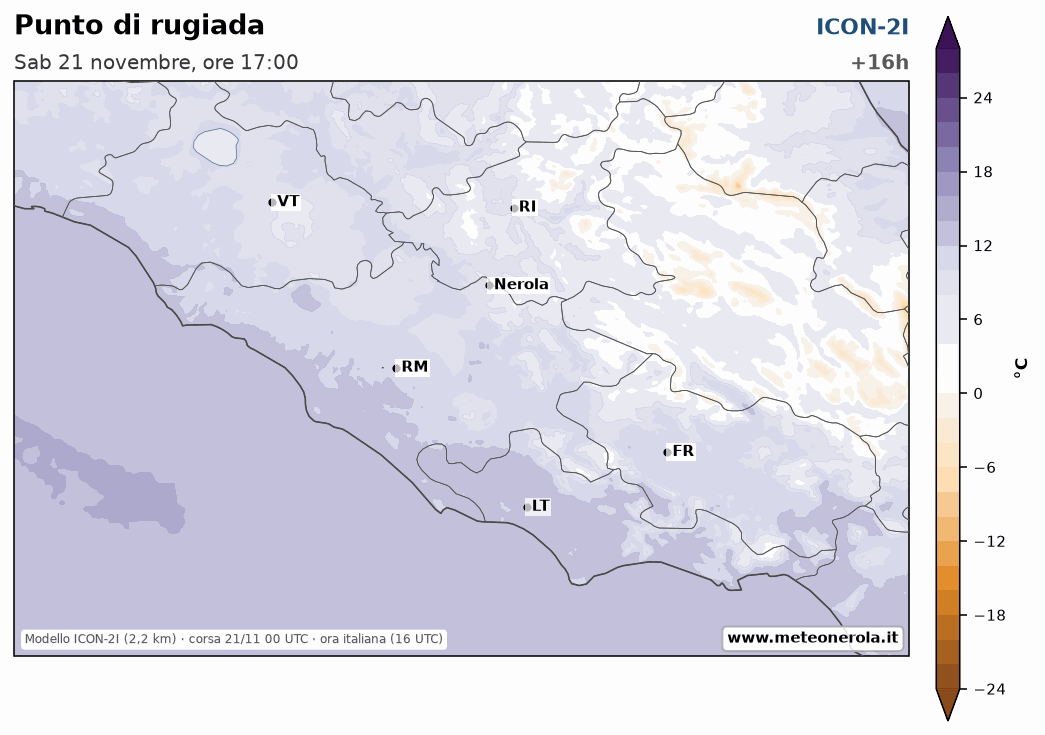 Punto di rugiada
ICON-2I
Sab 21 novembre, ore 17:00
+16h
VT
RI
Nerola
RM
FR
LT
24
18
12
6
0
−6
−12
−18
−24
°C
Modello ICON-2I (2,2 km) · corsa 21/11 00 UTC · ora italiana (16 UTC)
www.meteonerola.it